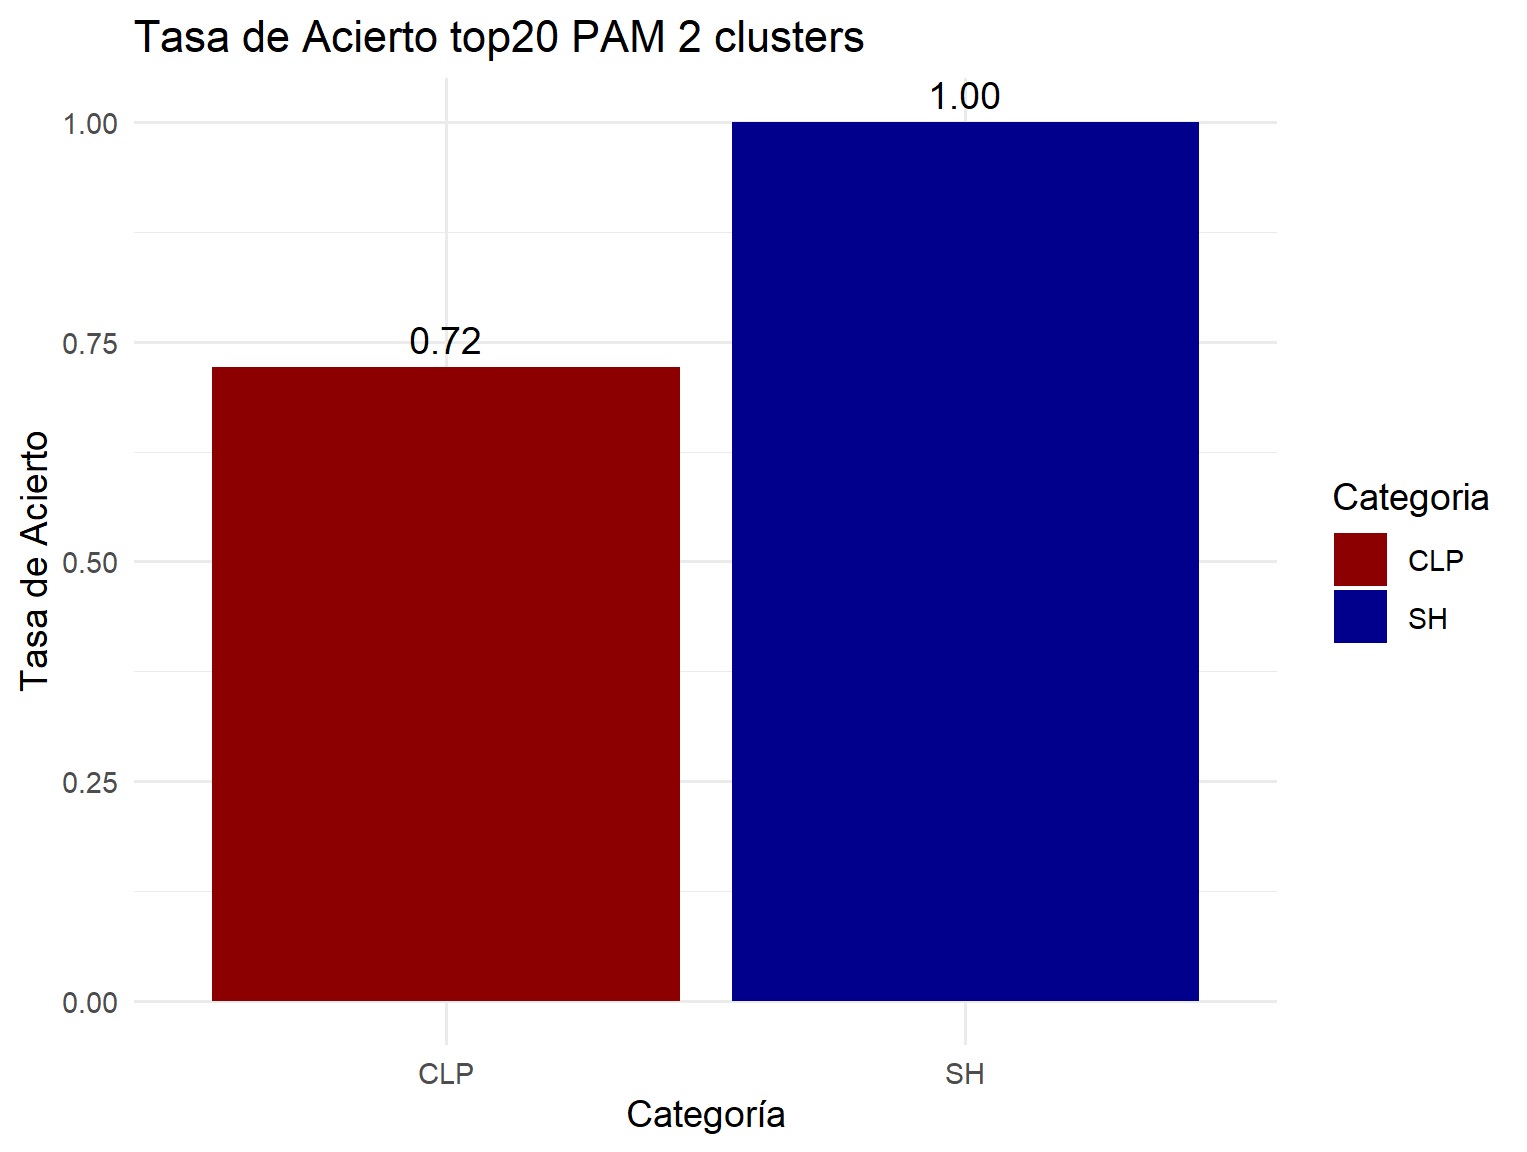 Tasa de Acierto top20 PAM 2 clusters
1.00
1.00
0.75
0.72
0.50
0.25
0.00
Tasa de Acierto
CLP
SH
Categoría
Categoria
CLP
SH